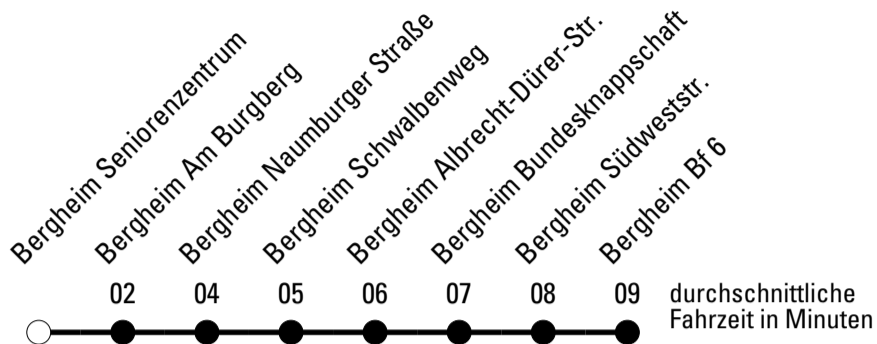 Bergheim Seniorenzentrum
Bergheim Am Burgberg
Bergheim Naumburger Straße
Bergheim Schwalbenweg
Bergheim Albrecht-Dürer-Str.
Bergheim Bundesknappschaft
Bergheim Südweststr.
Bergheim Bf 6
02 04 05 06 07 08 09
durchschnittliche
Fahrzeit in Minuten